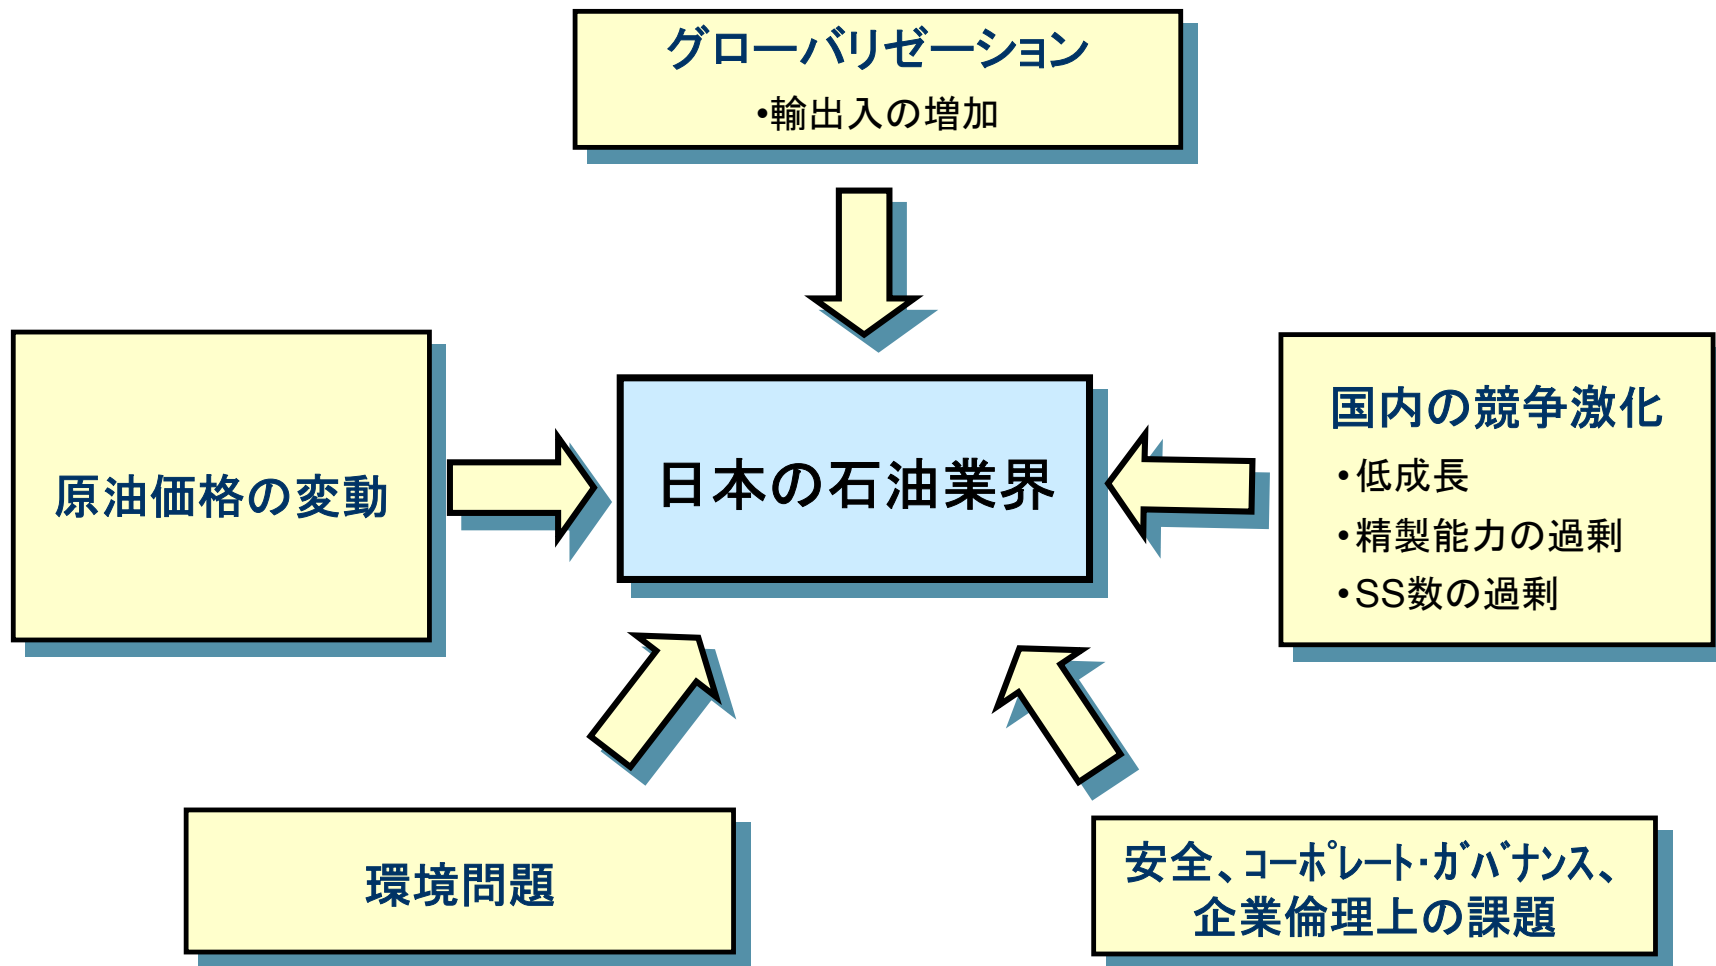 グローバリゼーション
•輸出入の増加
原油価格の変動
日本の石油業界
国内の競争激化
•低成長
•精製能力の過剰
•SS数の過剰
環境問題
安全、ｺｰﾎﾟﾚｰﾄ･ｶﾞﾊﾞﾅﾝｽ、
企業倫理上の課題